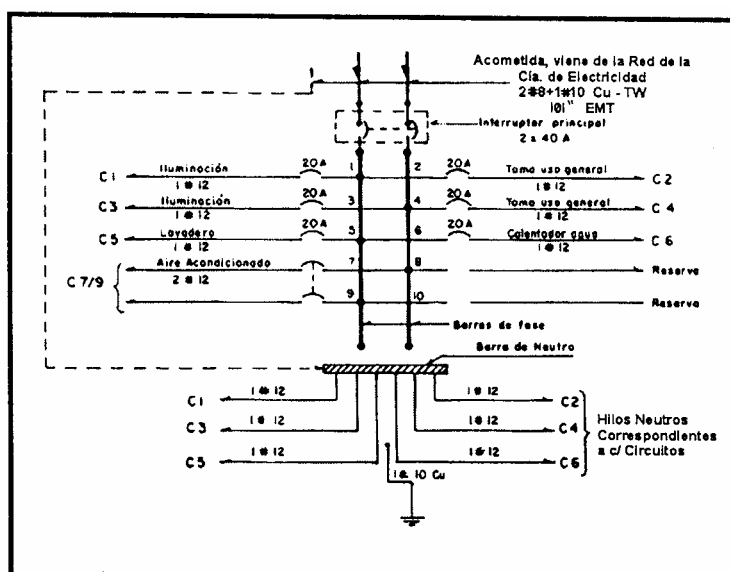 Acometida, viene de la Red de la
Cía. de Electricidad
2#8+1#10 Cu - TW
1Ø1" EMT
Interruptor principal
2 x 40 A
C1 Iluminación 20A 1 2 20A Toma uso general C2
1 # 12 1 # 12
C3 Iluminación 20A 3 4 20A Toma uso general C4
1 # 12 1 # 12
C5 Lavadero 20A 5 6 20A Calentador agua C6
1 # 12 1 # 12
C 7/9 Aire Acondicionado 7 8 Reserva
2 # 12
9 10 Reserva
Barras de fase
Barra de Neutro
C1 1 # 12 1 # 12 C2
C3 1 # 12 1 # 12 C4
C5 1 # 12 1 # 12 C6
Hilos Neutros
Correspondientes
a c/ Circuitos
1 # 10 Cu